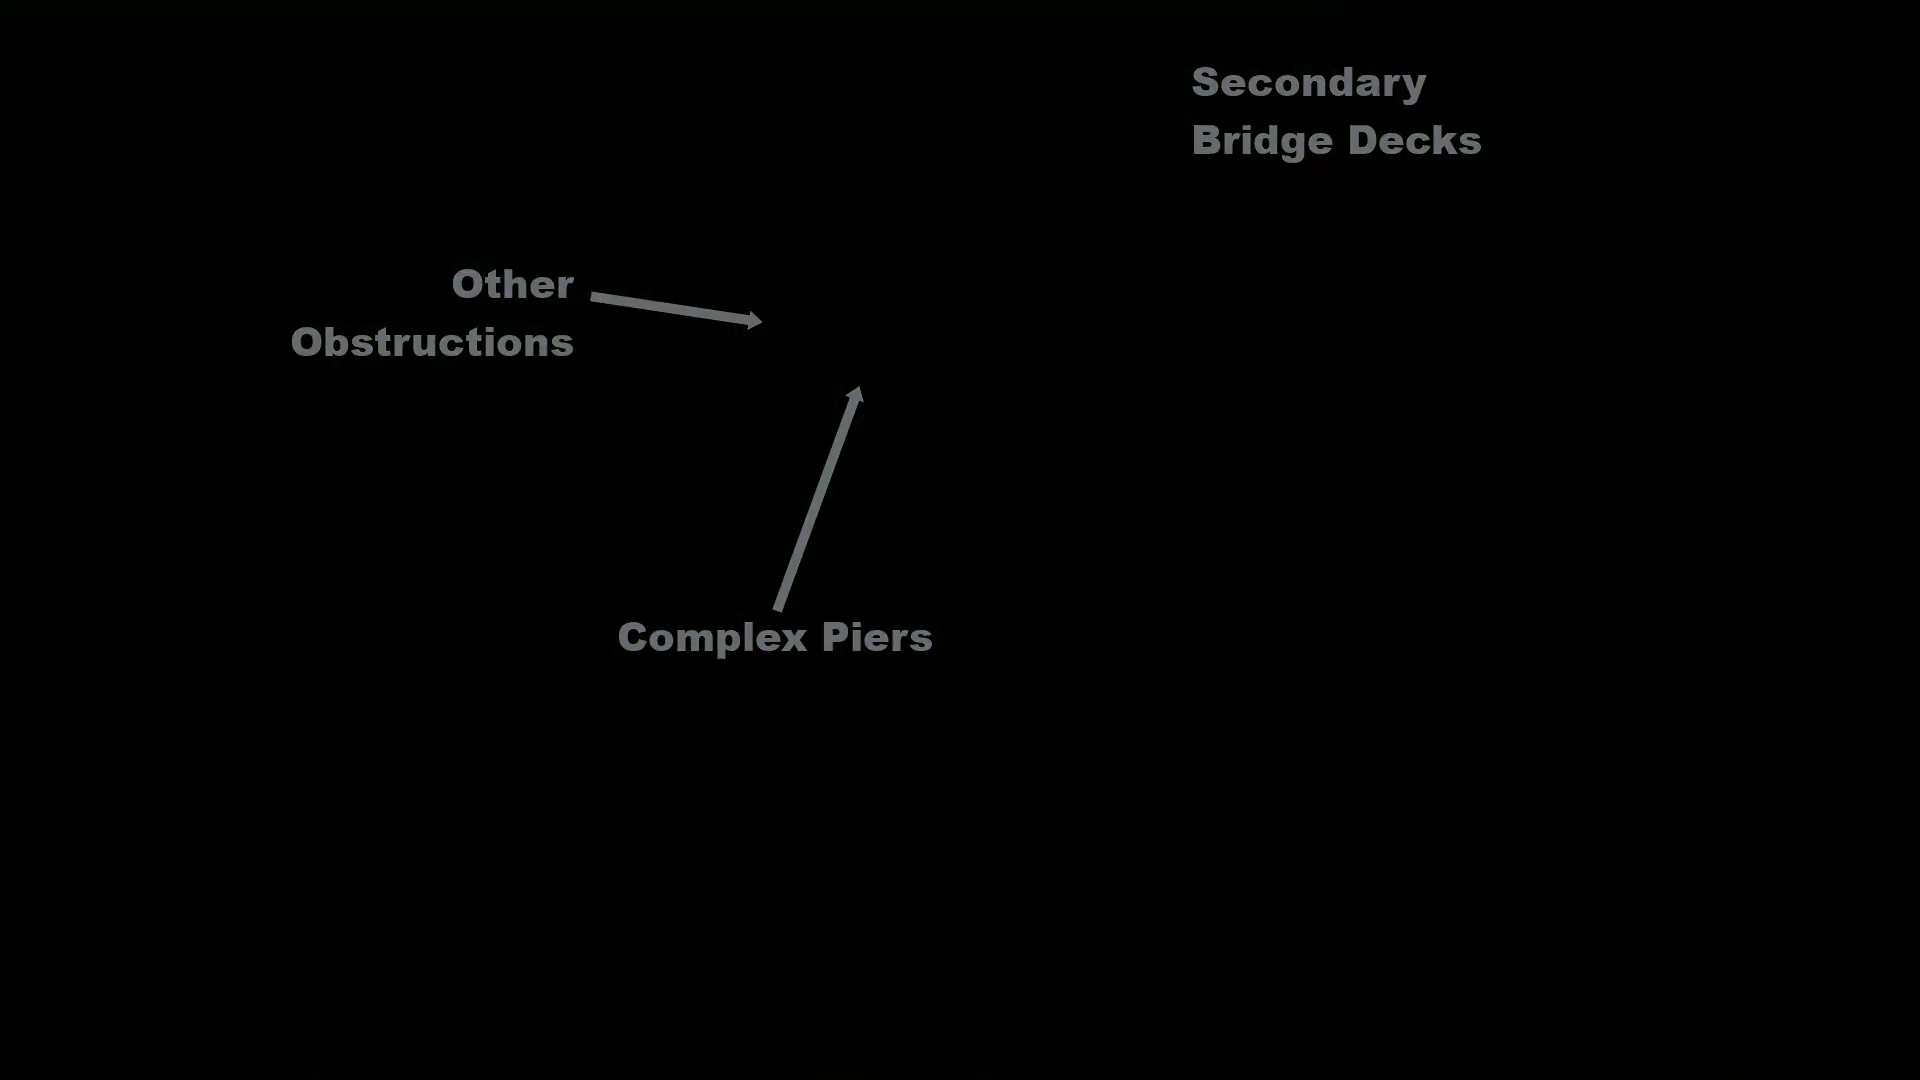 Secondary
Bridge Decks
Other
Obstructions
Complex Piers